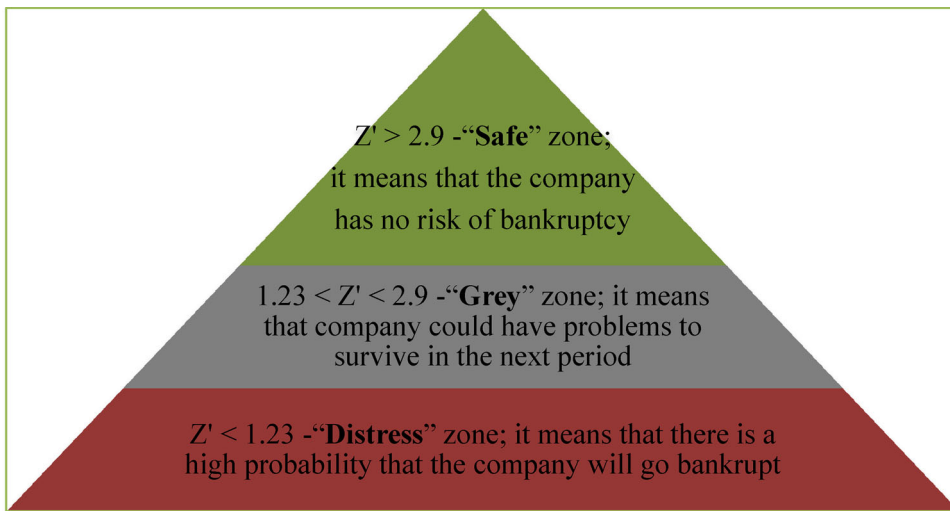 Z' > 2.9 -“Safe” zone;
it means that the company
has no risk of bankruptcy
1.23 < Z' < 2.9 -“Grey” zone; it means
that company could have problems to
survive in the next period
Z' < 1.23 -“Distress” zone; it means that there is a
high probability that the company will go bankrupt